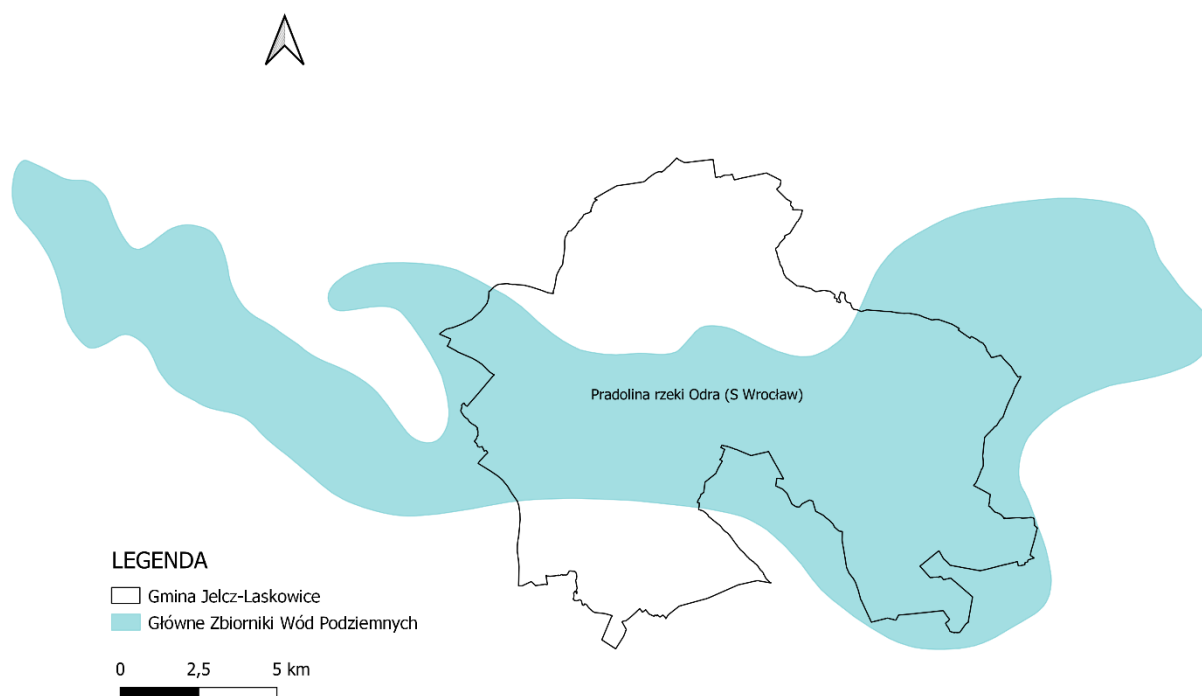 Pradolina rzeki Odra (S Wrocław)
LEGENDA
Gmina Jelcz-Laskowice
Główne Zbiorniki Wód Podziemnych
0 2,5 5 km